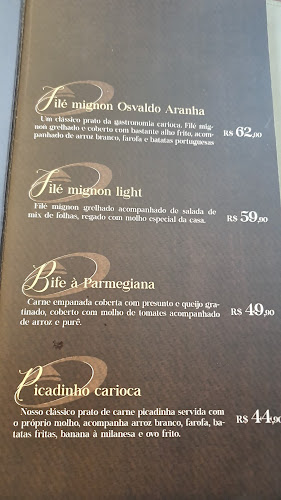 Filé mignon Osvaldo Aranha
Um clássico prato da gastronomia carioca. Filé mig-
non grelhado e coberto com bastante alho frito, acom-
panhado de arroz branco, farofa e batatas portuguesas
R$ 62,90
Filé mignon light
Filé mignon grelhado acompanhado de salada de
mix de folhas, regado com molho especial da casa.
R$ 59,90
Bife à Parmegiana
Carne empanada coberta com presunto e queijo gra-
tinado, coberto com molho de tomates acompanhado
de arroz e purê.
R$ 49,90
Picadinho carioca
Nosso clássico prato de carne picadinha servida com
o próprio molho, acompanha arroz branco, farofa, ba-
tatas fritas, banana à milanesa e ovo frito.
R$ 44,90